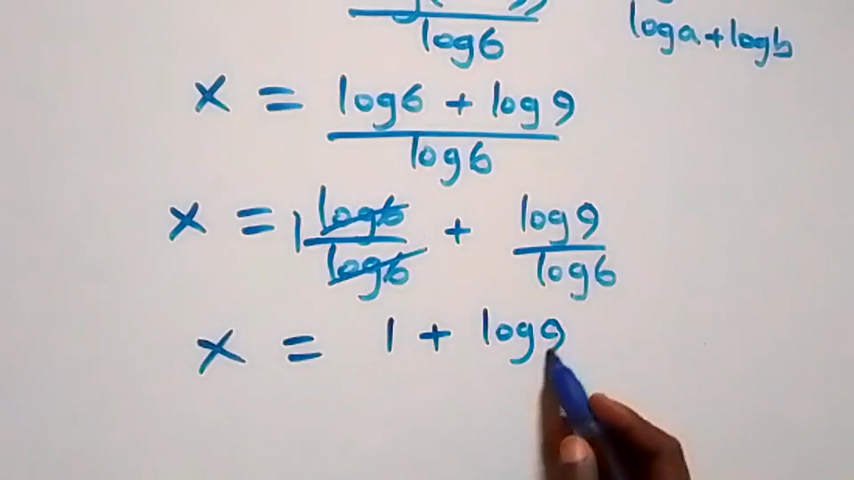 log6
loga+logb
x = log6 + log9
log6
x = 1 log6 + log9
log6 log6
x = 1 + log9